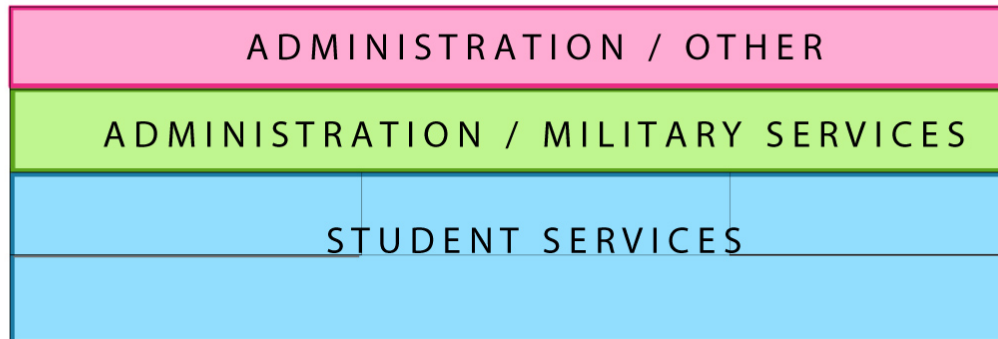 ADMINISTRATION / OTHER
ADMINISTRATION / MILITARY SERVICES
STUDENT SERVICES